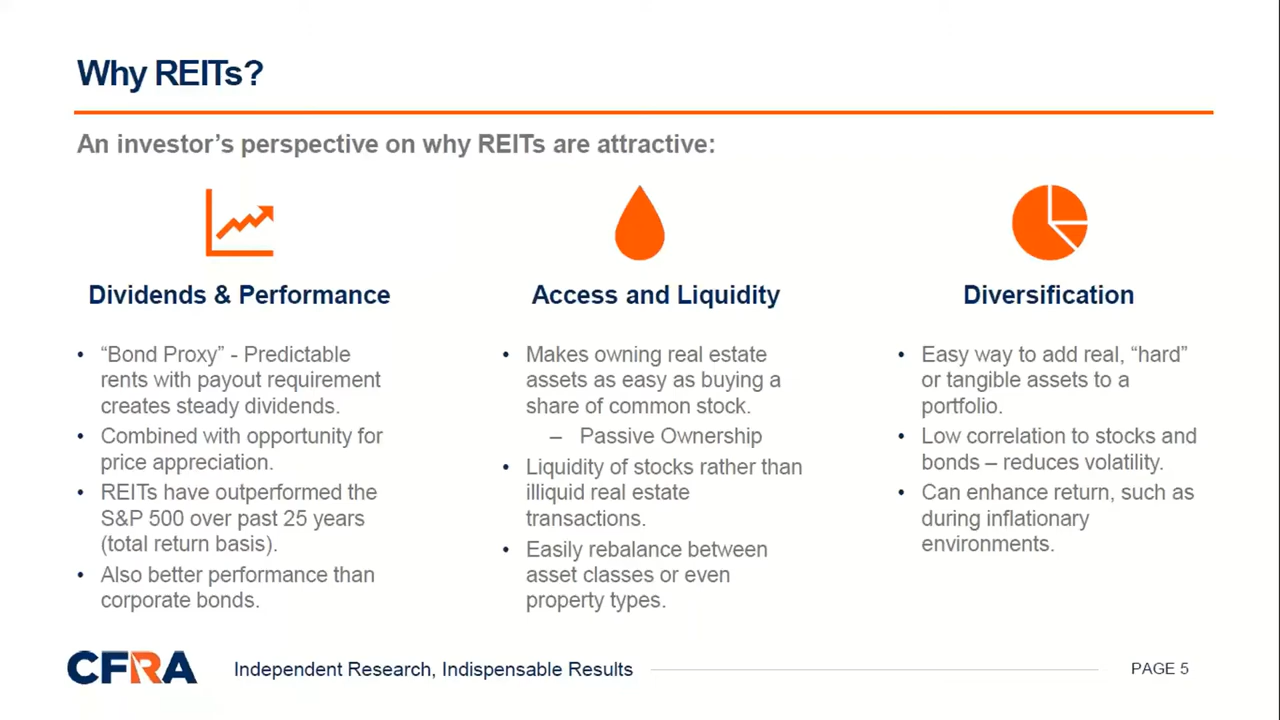 Why REITs?
An investor’s perspective on why REITs are attractive:
Dividends & Performance
• “Bond Proxy” - Predictable
rents with payout requirement
creates steady dividends.
• Combined with opportunity for
price appreciation.
• REITs have outperformed the
S&P 500 over past 25 years
(total return basis).
• Also better performance than
corporate bonds.
Access and Liquidity
• Makes owning real estate
assets as easy as buying a
share of common stock.
– Passive Ownership
• Liquidity of stocks rather than
illiquid real estate
transactions.
• Easily rebalance between
asset classes or even
property types.
Diversification
• Easy way to add real, “hard”
or tangible assets to a
portfolio.
• Low correlation to stocks and
bonds – reduces volatility.
• Can enhance return, such as
during inflationary
environments.
CFRA
Independent Research, Indispensable Results
PAGE 5